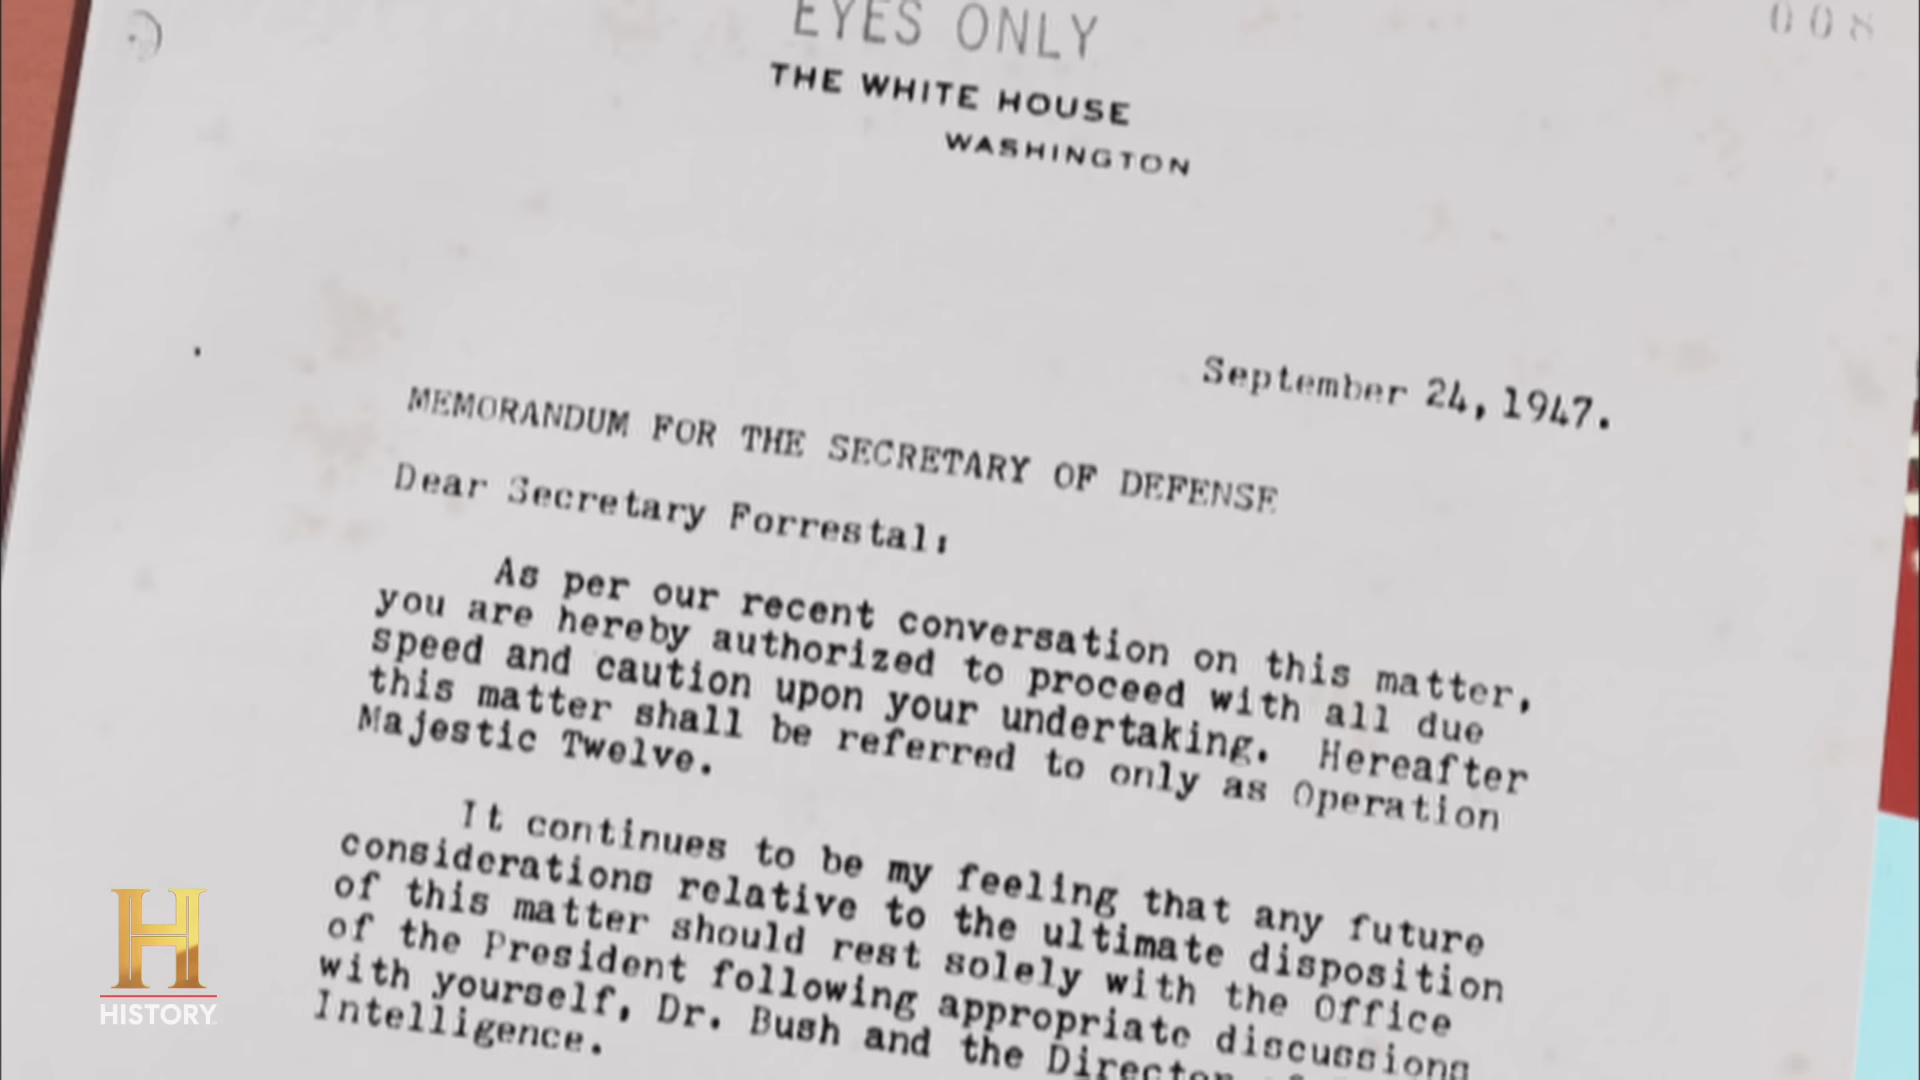 EYES ONLY
008
THE WHITE HOUSE
WASHINGTON
September 24, 1947.
MEMORANDUM FOR THE SECRETARY OF DEFENSE
Dear Secretary Forrestal:
As per our recent conversation on this matter,
you are hereby authorized to proceed with all due
speed and caution upon your undertaking. Hereafter
this matter shall be referred to only as Operation
Majestic Twelve.
It continues to be my feeling that any future
considerations relative to the ultimate disposition
of this matter should rest solely with the Office
of the President following appropriate discussions
with yourself, Dr. Bush and the Director of
Intelligence.
H
HISTORY